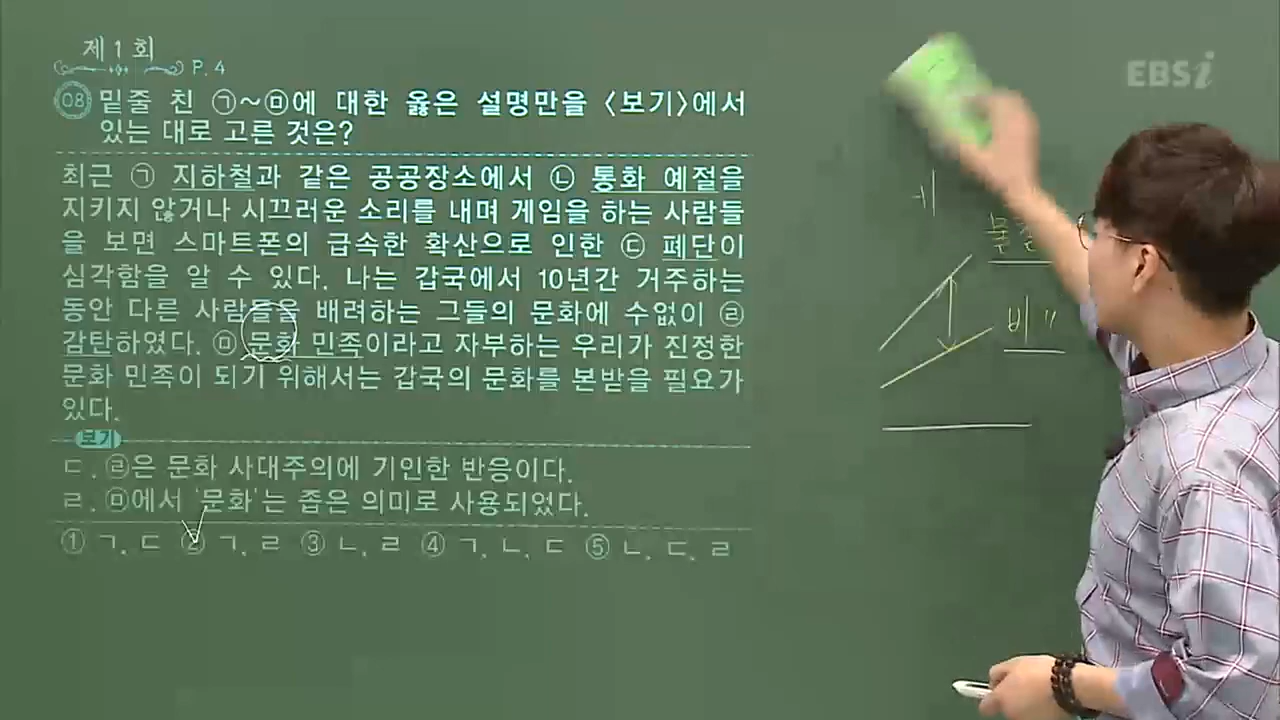 제 1 회
P. 4
EBSi
08 밑줄 친 ㉠~㉤에 대한 옳은 설명만을 〈보기〉에서
있는 대로 고른 것은?
최근 ㉠ 지하철과 같은 공공장소에서 ㉡ 통화 예절을
지키지 않거나 시끄러운 소리를 내며 게임을 하는 사람들
을 보면 스마트폰의 급속한 확산으로 인한 ㉢ 폐단이
심각함을 알 수 있다. 나는 갑국에서 10년간 거주하는
동안 다른 사람들을 배려하는 그들의 문화에 수없이 ㉣
감탄하였다. ㉤ 문화 민족이라고 자부하는 우리가 진정한
문화 민족이 되기 위해서는 갑국의 문화를 본받을 필요가
있다.
보기
ㄷ. ㉣은 문화 사대주의에 기인한 반응이다.
ㄹ. ㉤에서 '문화'는 좁은 의미로 사용되었다.
① ㄱ, ㄷ ② ㄱ, ㄹ ③ ㄴ, ㄹ ④ ㄱ, ㄴ, ㄷ ⑤ ㄴ, ㄷ, ㄹ
비 〃